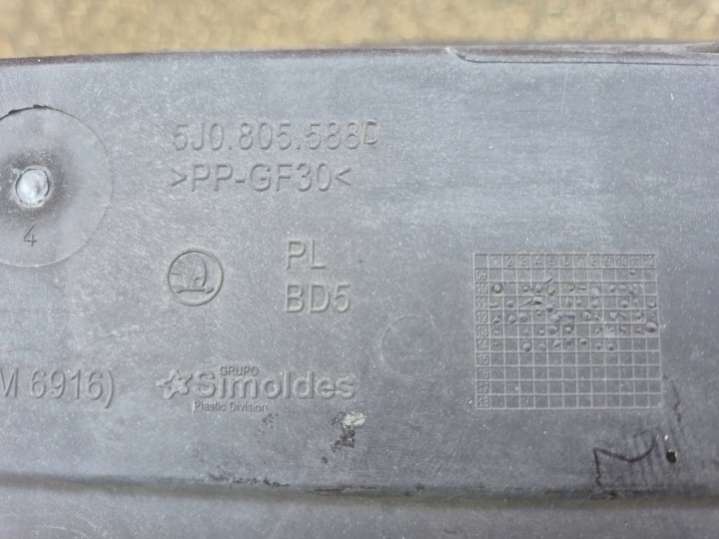 5J0.805.588D
>PP-GF30<
4
PL
BD5
M 6916)
GRUPO
Simoldes
Plastic Division